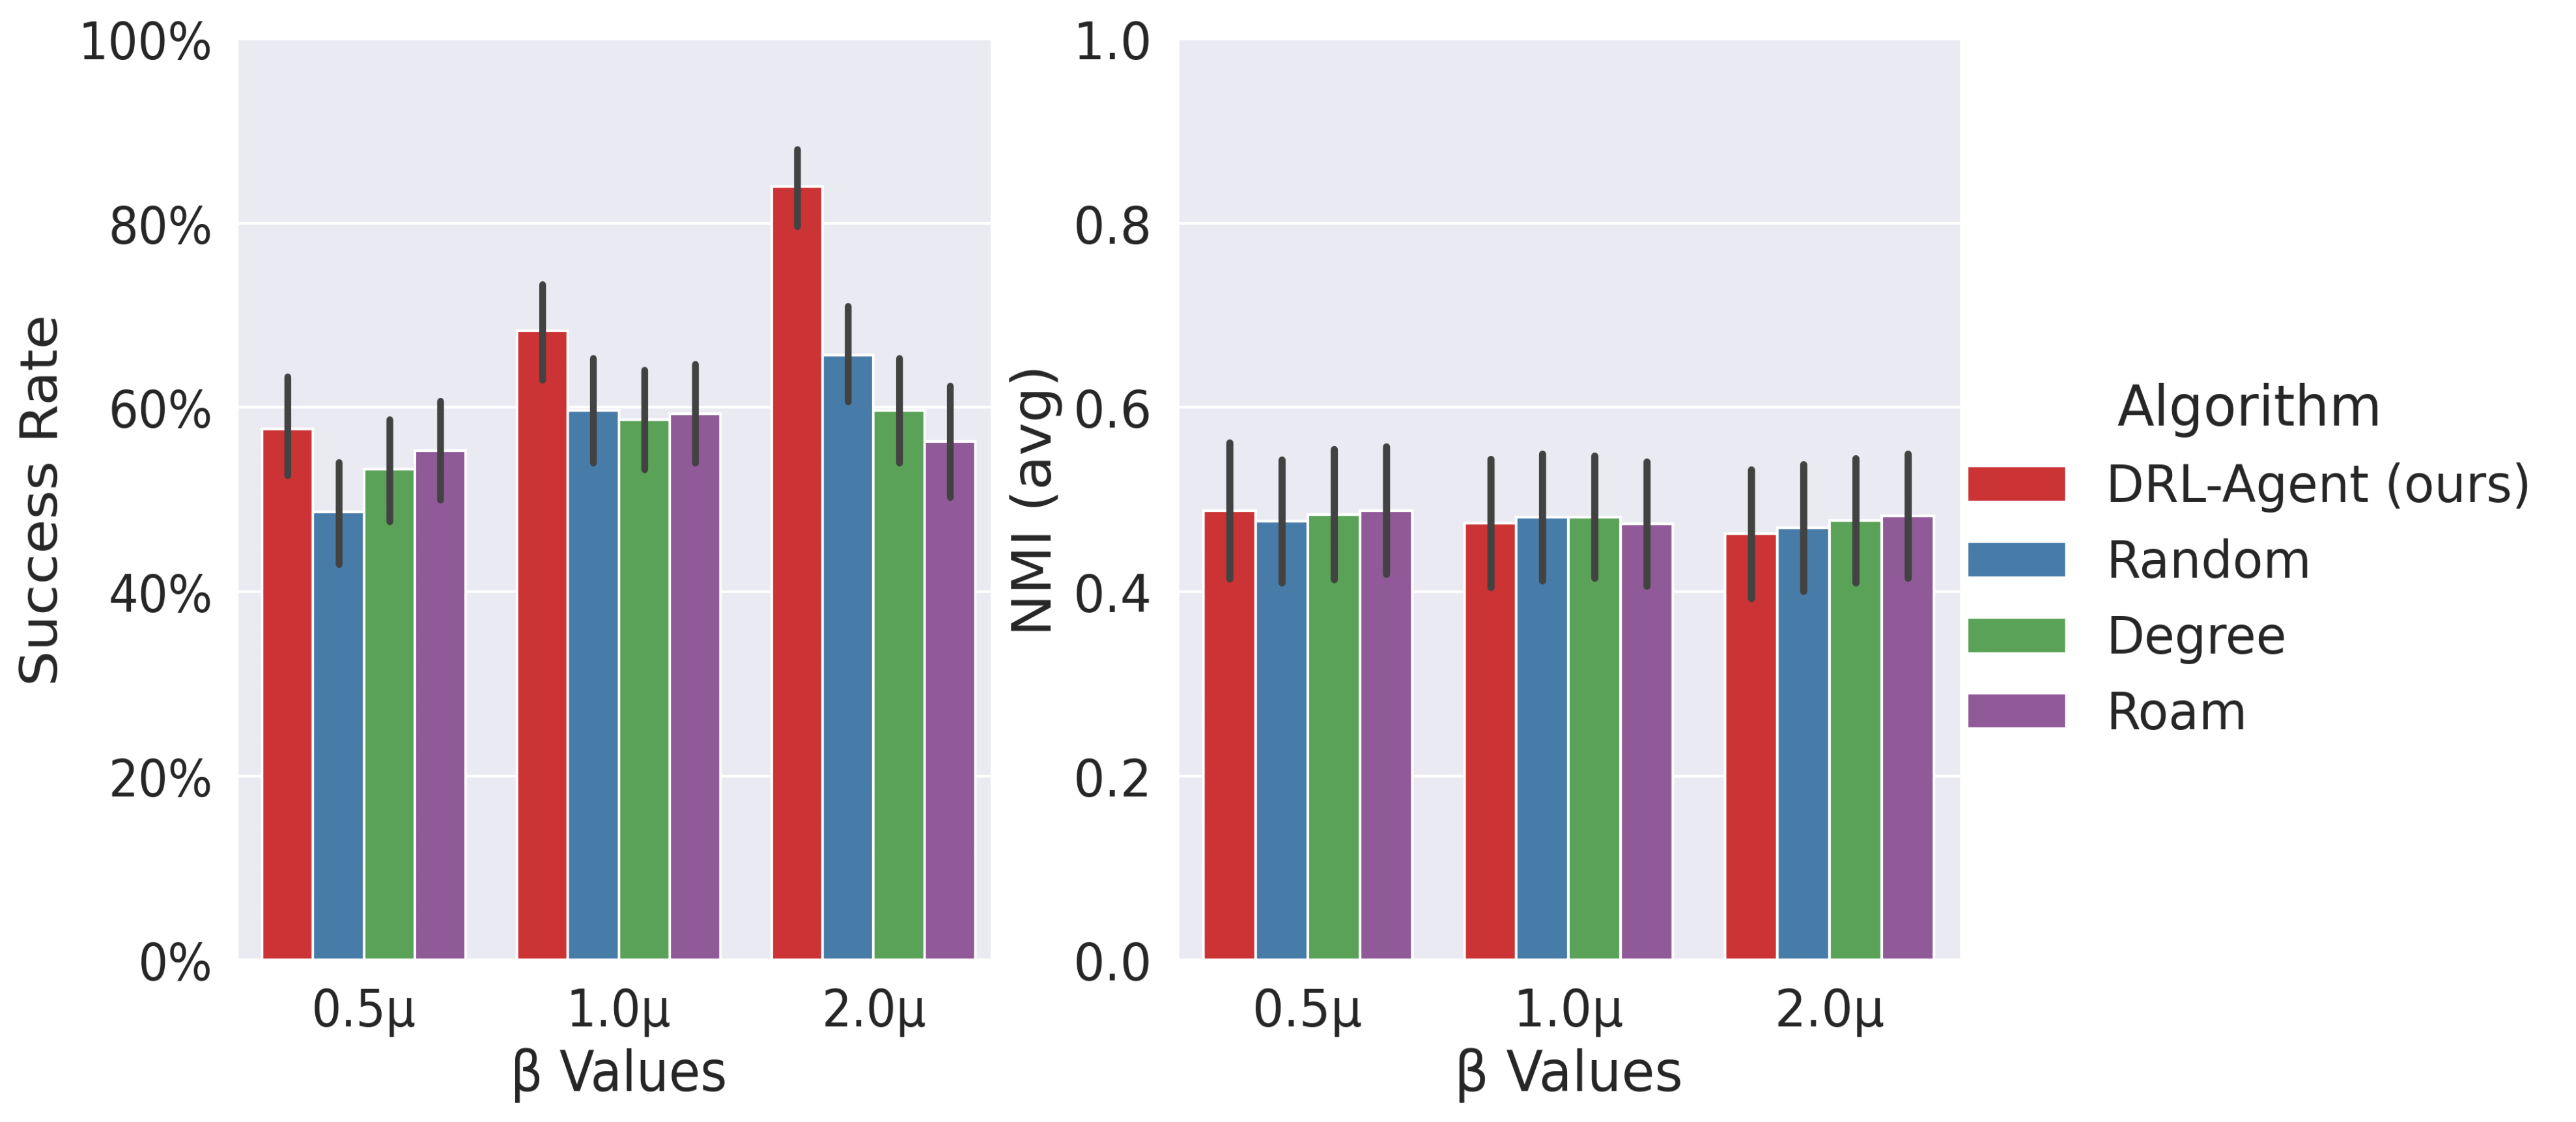 Success Rate
100%
80%
60%
40%
20%
0%
0.5μ 1.0μ 2.0μ
β Values
NMI (avg)
1.0
0.8
0.6
0.4
0.2
0.0
0.5μ 1.0μ 2.0μ
β Values
Algorithm
DRL-Agent (ours)
Random
Degree
Roam